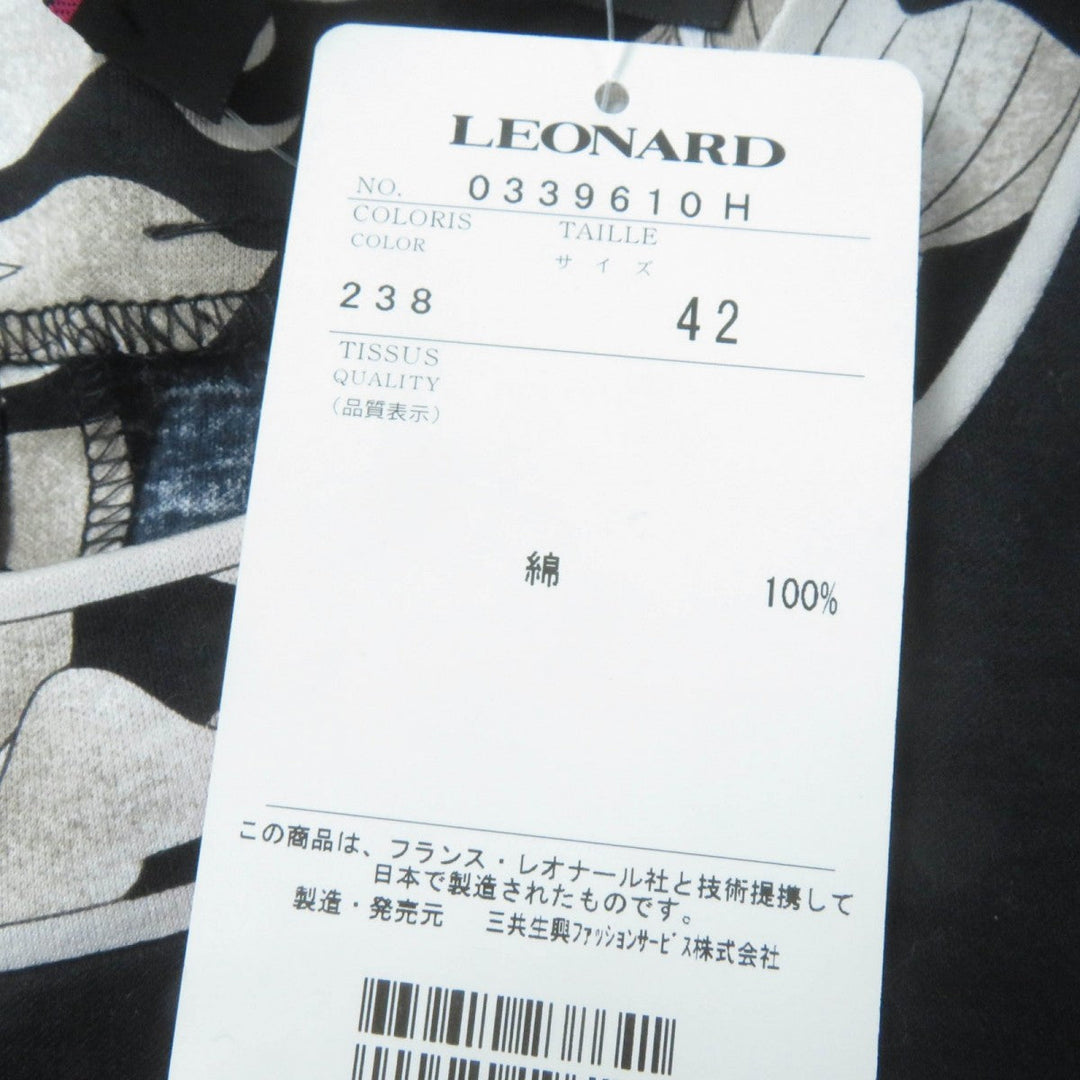 LEONARD
NO. 0339610H
COLORIS TAILLE
COLOR サイズ
238 42
TISSUS
QUALITY
(品質表示)
綿 100%
この商品は、フランス・レオナール社と技術提携して
日本で製造されたものです。
製造・発売元 三共生興ファッションサービス株式会社